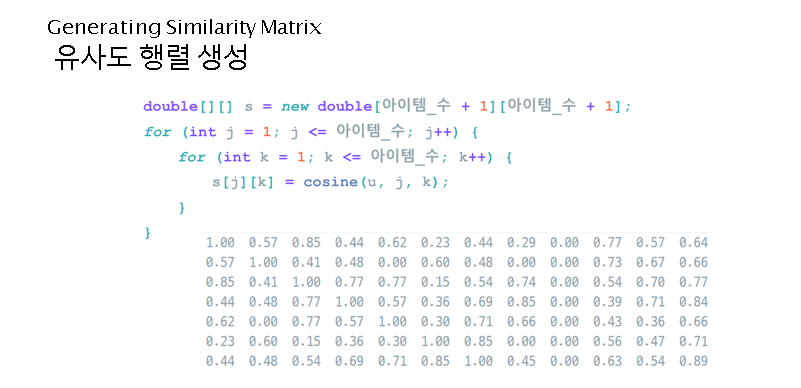 Generating Similarity Matrix
유사도 행렬 생성
double[][] s = new double[아이템_수 + 1][아이템_수 + 1];
for (int j = 1; j <= 아이템_수; j++) {
for (int k = 1; k <= 아이템_수; k++) {
s[j][k] = cosine(u, j, k);
}
}
1.00 0.57 0.85 0.44 0.62 0.23 0.44 0.29 0.00 0.77 0.57 0.64
0.57 1.00 0.41 0.48 0.00 0.60 0.48 0.00 0.00 0.73 0.67 0.66
0.85 0.41 1.00 0.77 0.77 0.15 0.54 0.74 0.00 0.54 0.70 0.77
0.44 0.48 0.77 1.00 0.57 0.36 0.69 0.85 0.00 0.39 0.71 0.84
0.62 0.00 0.77 0.57 1.00 0.30 0.71 0.66 0.00 0.43 0.36 0.66
0.23 0.60 0.15 0.36 0.30 1.00 0.85 0.00 0.00 0.56 0.47 0.71
0.44 0.48 0.54 0.69 0.71 0.85 1.00 0.45 0.00 0.63 0.54 0.89